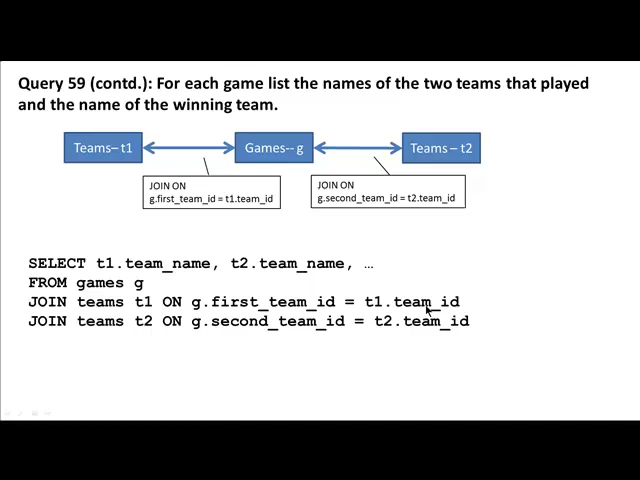 Query 59 (contd.): For each game list the names of the two teams that played
and the name of the winning team.
Teams– t1
Games-- g
Teams – t2
JOIN ON
g.first_team_id = t1.team_id
JOIN ON
g.second_team_id = t2.team_id
SELECT t1.team_name, t2.team_name, …
FROM games g
JOIN teams t1 ON g.first_team_id = t1.team_id
JOIN teams t2 ON g.second_team_id = t2.team_id